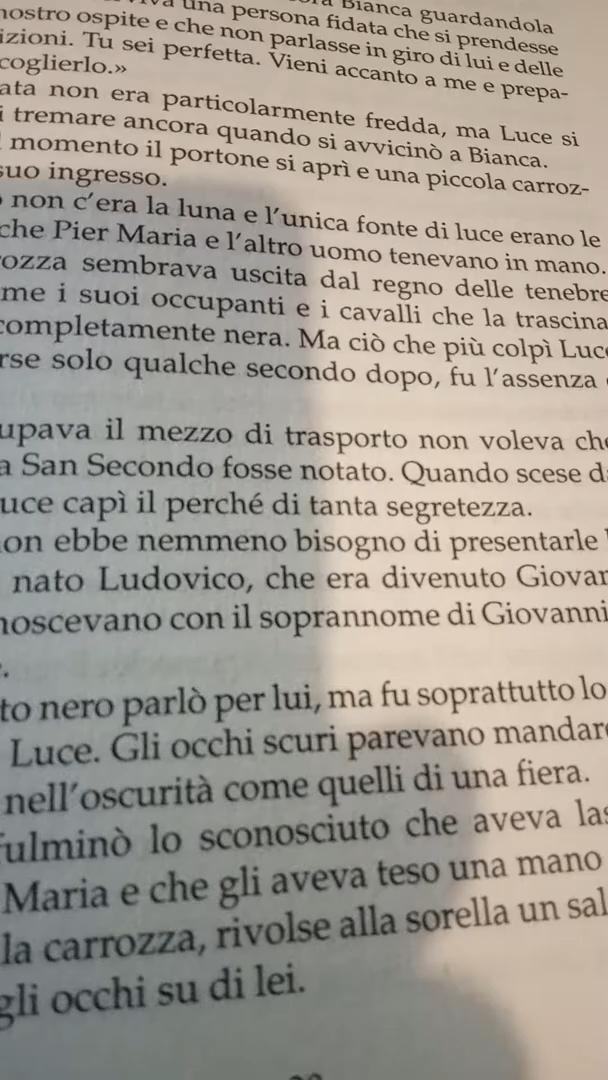 una persona fidata che si prendesse Bianca guardandola
nostro ospite e che non parlasse in giro di lui e delle
izioni. Tu sei perfetta. Vieni accanto a me e prepa-
coglierlo.»
ata non era particolarmente fredda, ma Luce si
tremare ancora quando si avvicinò a Bianca.
momento il portone si aprì e una piccola carroz-
suo ingresso.
non c'era la luna e l'unica fonte di luce erano le
che Pier Maria e l'altro uomo tenevano in mano.
ozza sembrava uscita dal regno delle tenebre
me i suoi occupanti e i cavalli che la trascina
completamente nera. Ma ciò che più colpì Luce
rse solo qualche secondo dopo, fu l'assenza
upava il mezzo di trasporto non voleva che
a San Secondo fosse notato. Quando scese d
uce capì il perché di tanta segretezza.
on ebbe nemmeno bisogno di presentarle
nato Ludovico, che era divenuto Giovan
noscevano con il soprannome di Giovanni
to nero parlò per lui, ma fu soprattutto lo
Luce. Gli occhi scuri parevano mandare
nell'oscurità come quelli di una fiera.
fulminò lo sconosciuto che aveva las
Maria e che gli aveva teso una mano
la carrozza, rivolse alla sorella un sal
gli occhi su di lei.